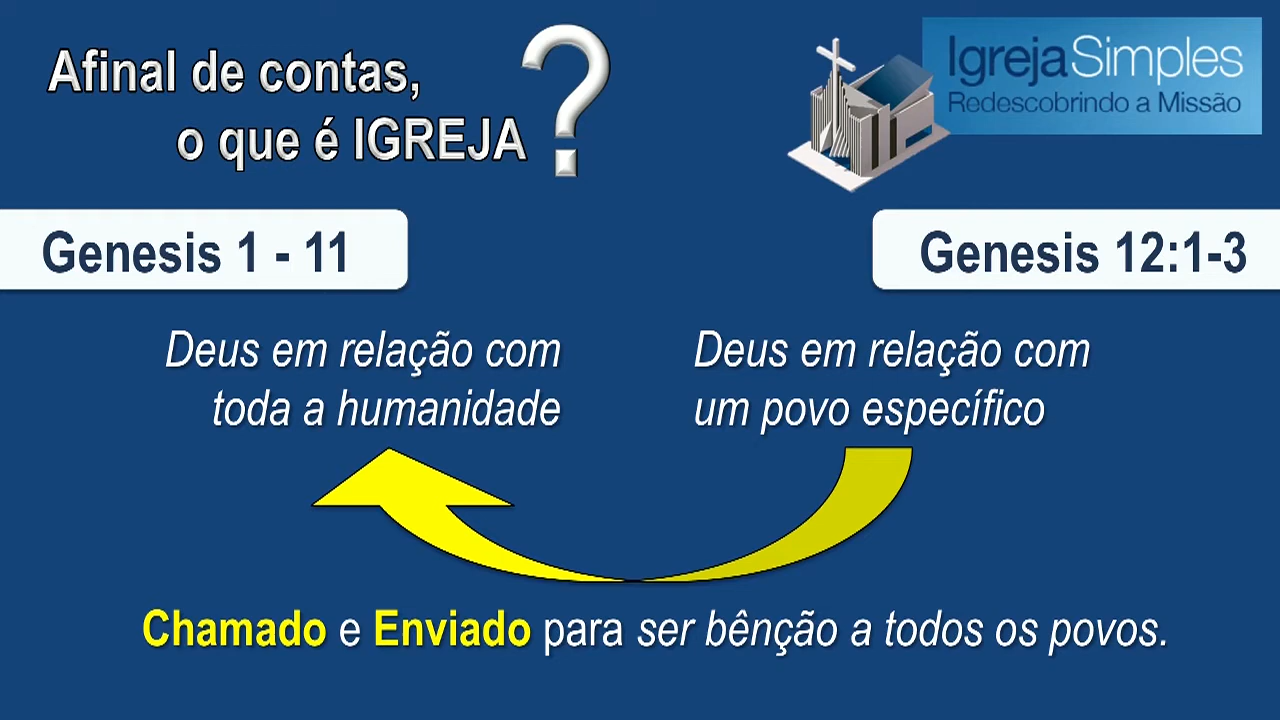 Afinal de contas,
o que é IGREJA ?
IgrejaSimples
Redescobrindo a Missão
Genesis 1 - 11
Genesis 12:1-3
Deus em relação com
toda a humanidade
Deus em relação com
um povo específico
Chamado e Enviado para ser bênção a todos os povos.